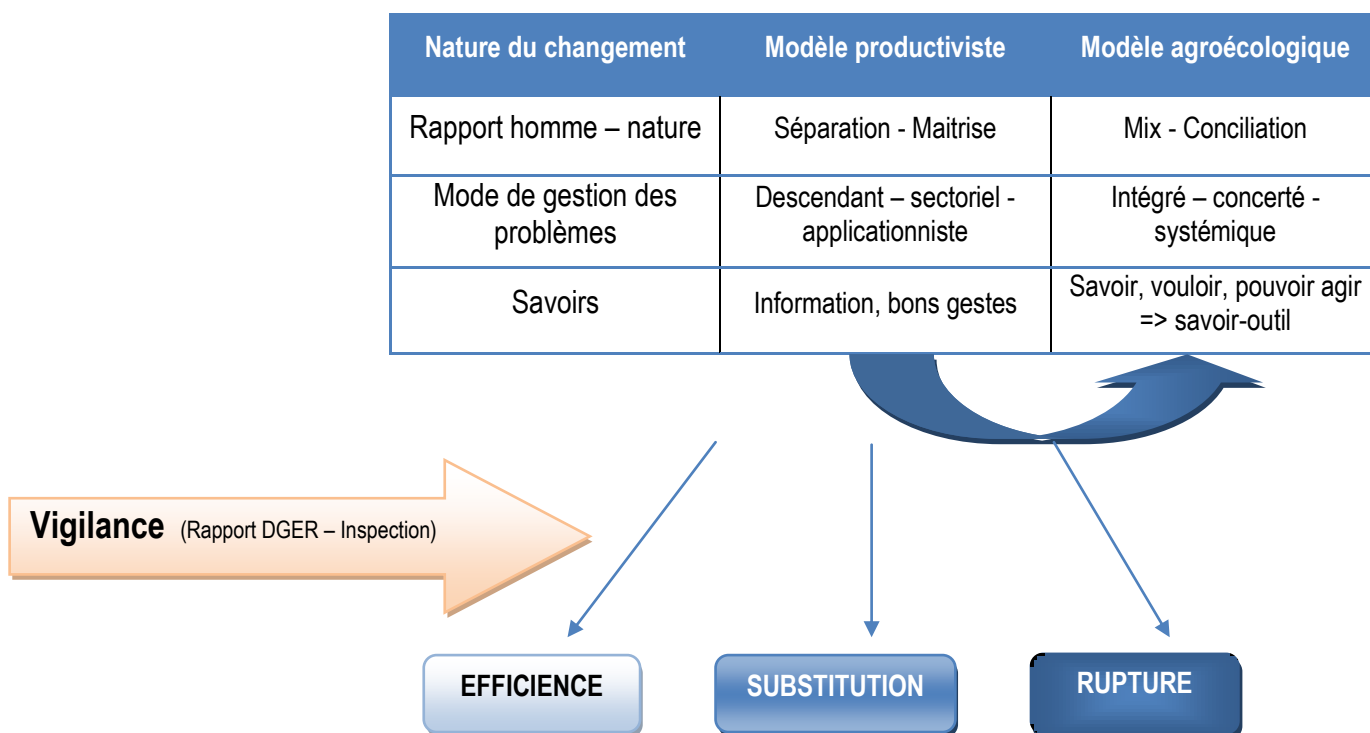 Nature du changement Modèle productiviste Modèle agroécologique
Rapport homme – nature Séparation - Maitrise Mix - Conciliation
Mode de gestion des
problèmes
Descendant – sectoriel -
applicationniste
Intégré – concerté -
systémique
Savoirs Information, bons gestes
Savoir, vouloir, pouvoir agir
=> savoir-outil
Vigilance (Rapport DGER – Inspection)
EFFICIENCE SUBSTITUTION RUPTURE